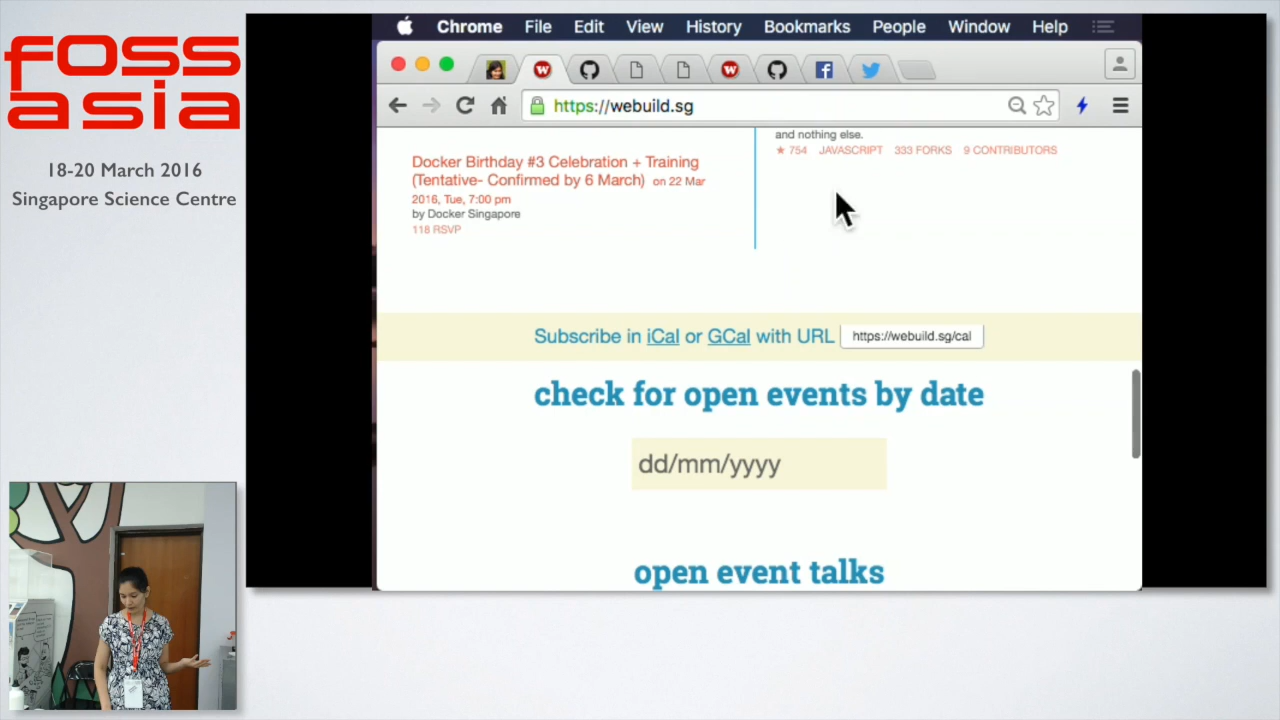 foss
asia
18-20 March 2016
Singapore Science Centre
Chrome File Edit View History Bookmarks People Window Help
https://webuild.sg
and nothing else.
★ 754 JAVASCRIPT 333 FORKS 9 CONTRIBUTORS
Docker Birthday #3 Celebration + Training
(Tentative- Confirmed by 6 March) on 22 Mar
2016, Tue, 7:00 pm
by Docker Singapore
118 RSVP
Subscribe in iCal or GCal with URL https://webuild.sg/cal
check for open events by date
dd/mm/yyyy
open event talks